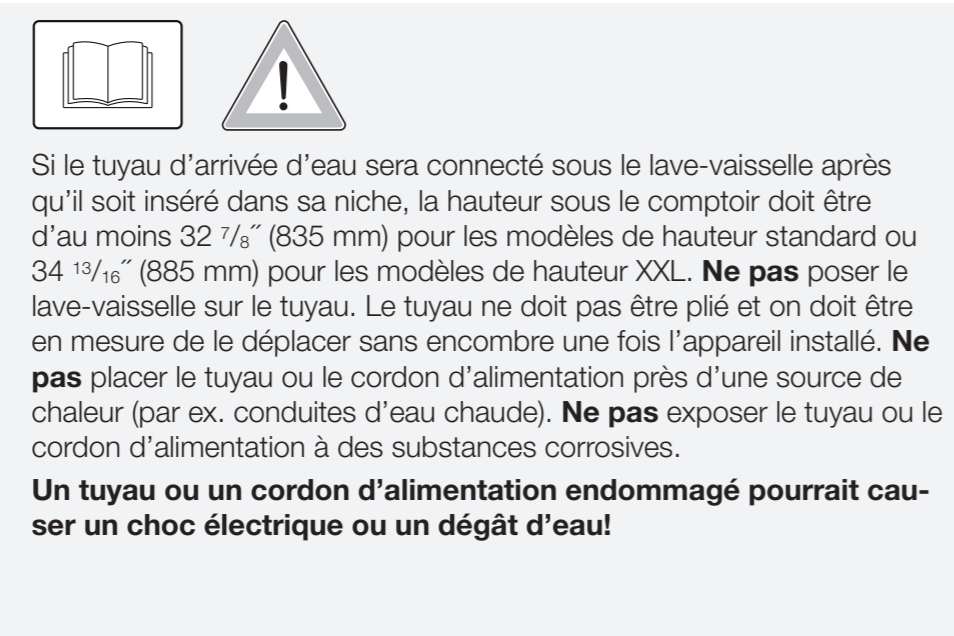 Si le tuyau d’arrivée d’eau sera connecté sous le lave-vaisselle après
qu’il soit inséré dans sa niche, la hauteur sous le comptoir doit être
d’au moins 32 7/8˝ (835 mm) pour les modèles de hauteur standard ou
34 13/16˝ (885 mm) pour les modèles de hauteur XXL. Ne pas poser le
lave-vaisselle sur le tuyau. Le tuyau ne doit pas être plié et on doit être
en mesure de le déplacer sans encombre une fois l’appareil installé. Ne
pas placer le tuyau ou le cordon d’alimentation près d’une source de
chaleur (par ex. conduites d’eau chaude). Ne pas exposer le tuyau ou le
cordon d’alimentation à des substances corrosives.
Un tuyau ou un cordon d’alimentation endommagé pourrait cau-
ser un choc électrique ou un dégât d’eau!